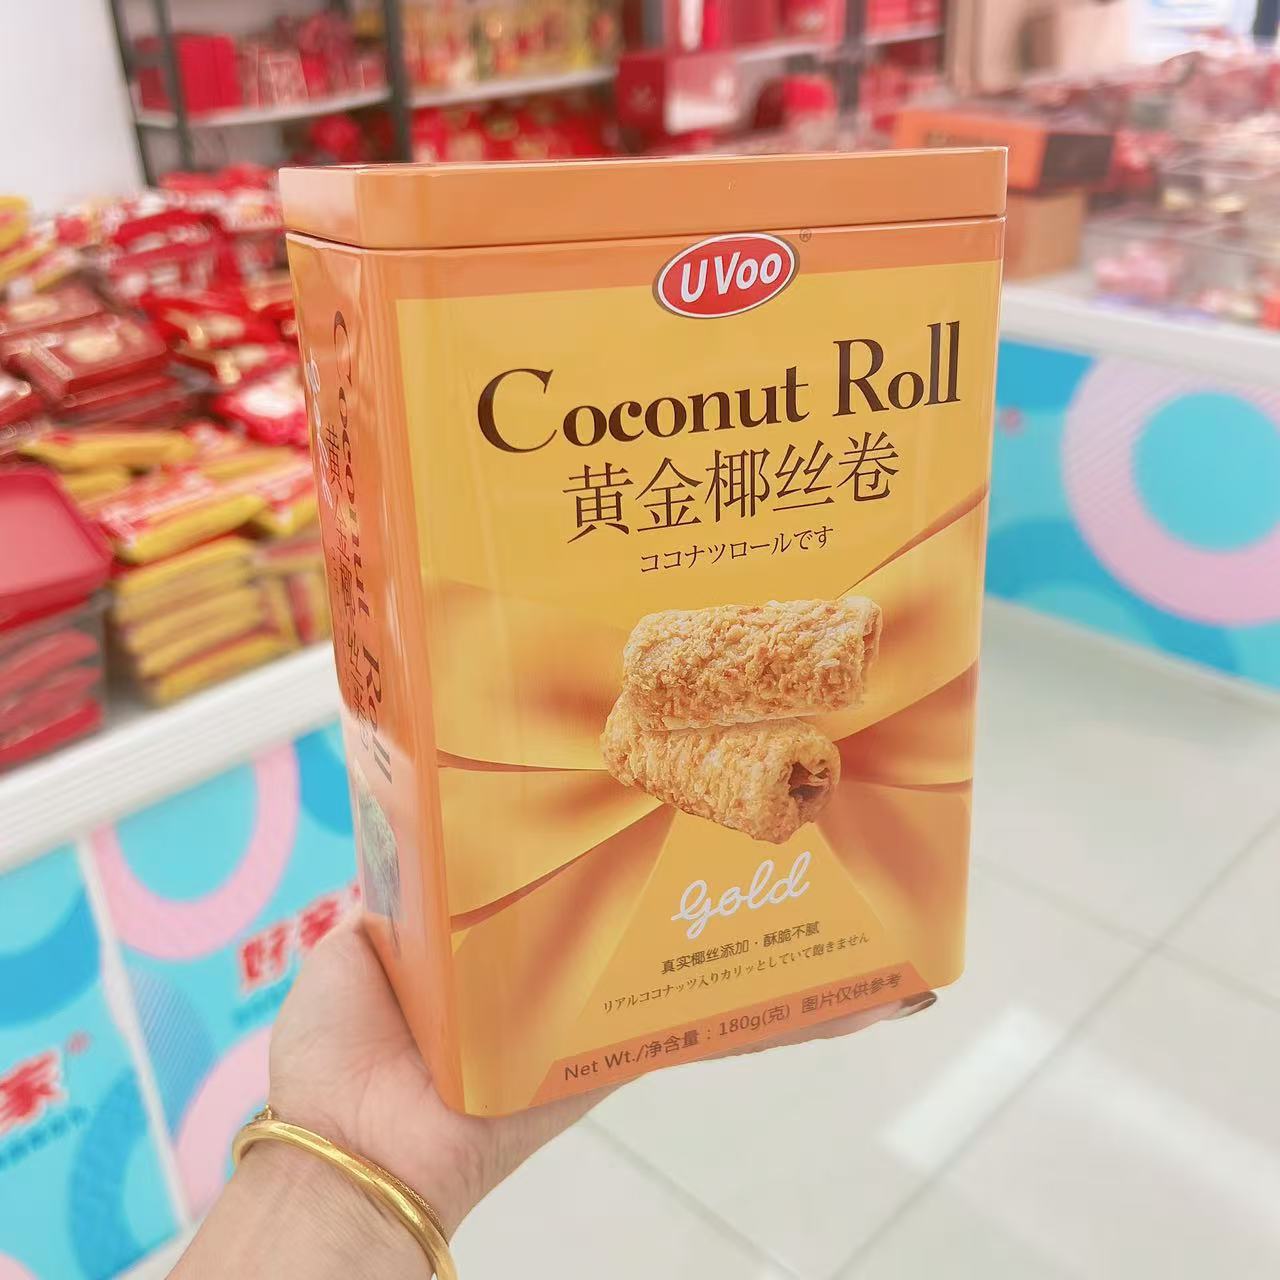 UVoo
®
Coconut Roll
黄金椰丝卷
ココナツロールです
Gold
真实椰丝添加·酥脆不腻
リアルココナッツ入りカリッとしていて飽きません
Net Wt./净含量：180g(克) 图片仅供参考
Coconut Roll